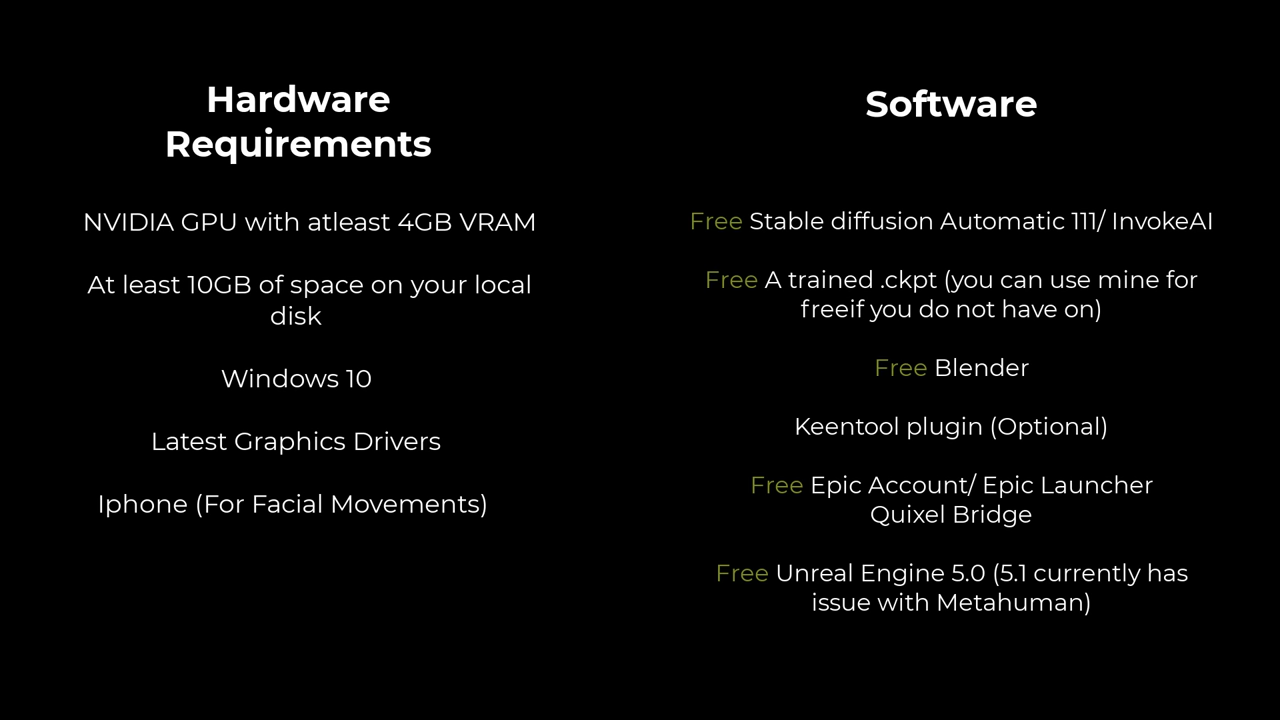 Hardware
Requirements
NVIDIA GPU with atleast 4GB VRAM
At least 10GB of space on your local
disk
Windows 10
Latest Graphics Drivers
Iphone (For Facial Movements)
Software
Free Stable diffusion Automatic 111/ InvokeAI
Free A trained .ckpt (you can use mine for
freeif you do not have on)
Free Blender
Keentool plugin (Optional)
Free Epic Account/ Epic Launcher
Quixel Bridge
Free Unreal Engine 5.0 (5.1 currently has
issue with Metahuman)